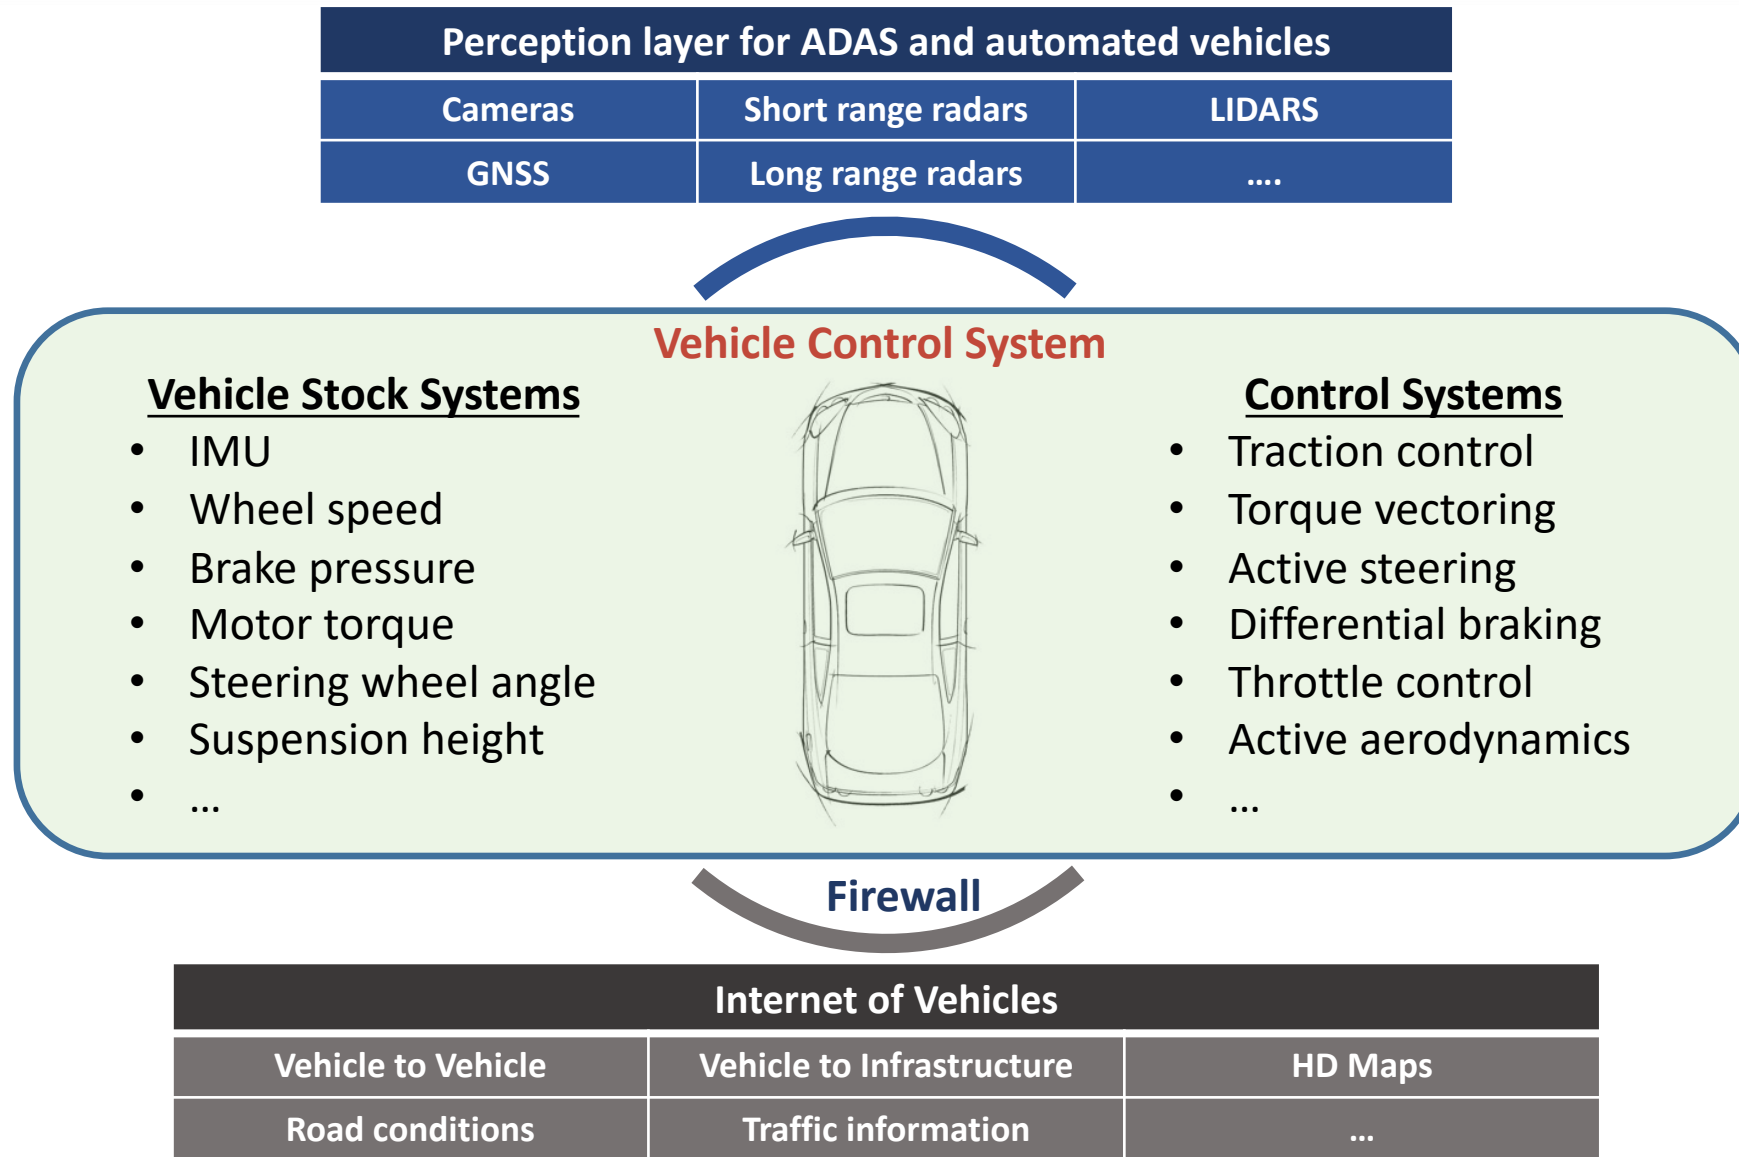 Perception layer for ADAS and automated vehicles
Cameras
Short range radars
LIDARS
GNSS
Long range radars
....
Vehicle Control System
Vehicle Stock Systems
• IMU
• Wheel speed
• Brake pressure
• Motor torque
• Steering wheel angle
• Suspension height
• ...
Control Systems
• Traction control
• Torque vectoring
• Active steering
• Differential braking
• Throttle control
• Active aerodynamics
• ...
Firewall
Internet of Vehicles
Vehicle to Vehicle
Vehicle to Infrastructure
HD Maps
Road conditions
Traffic information
...